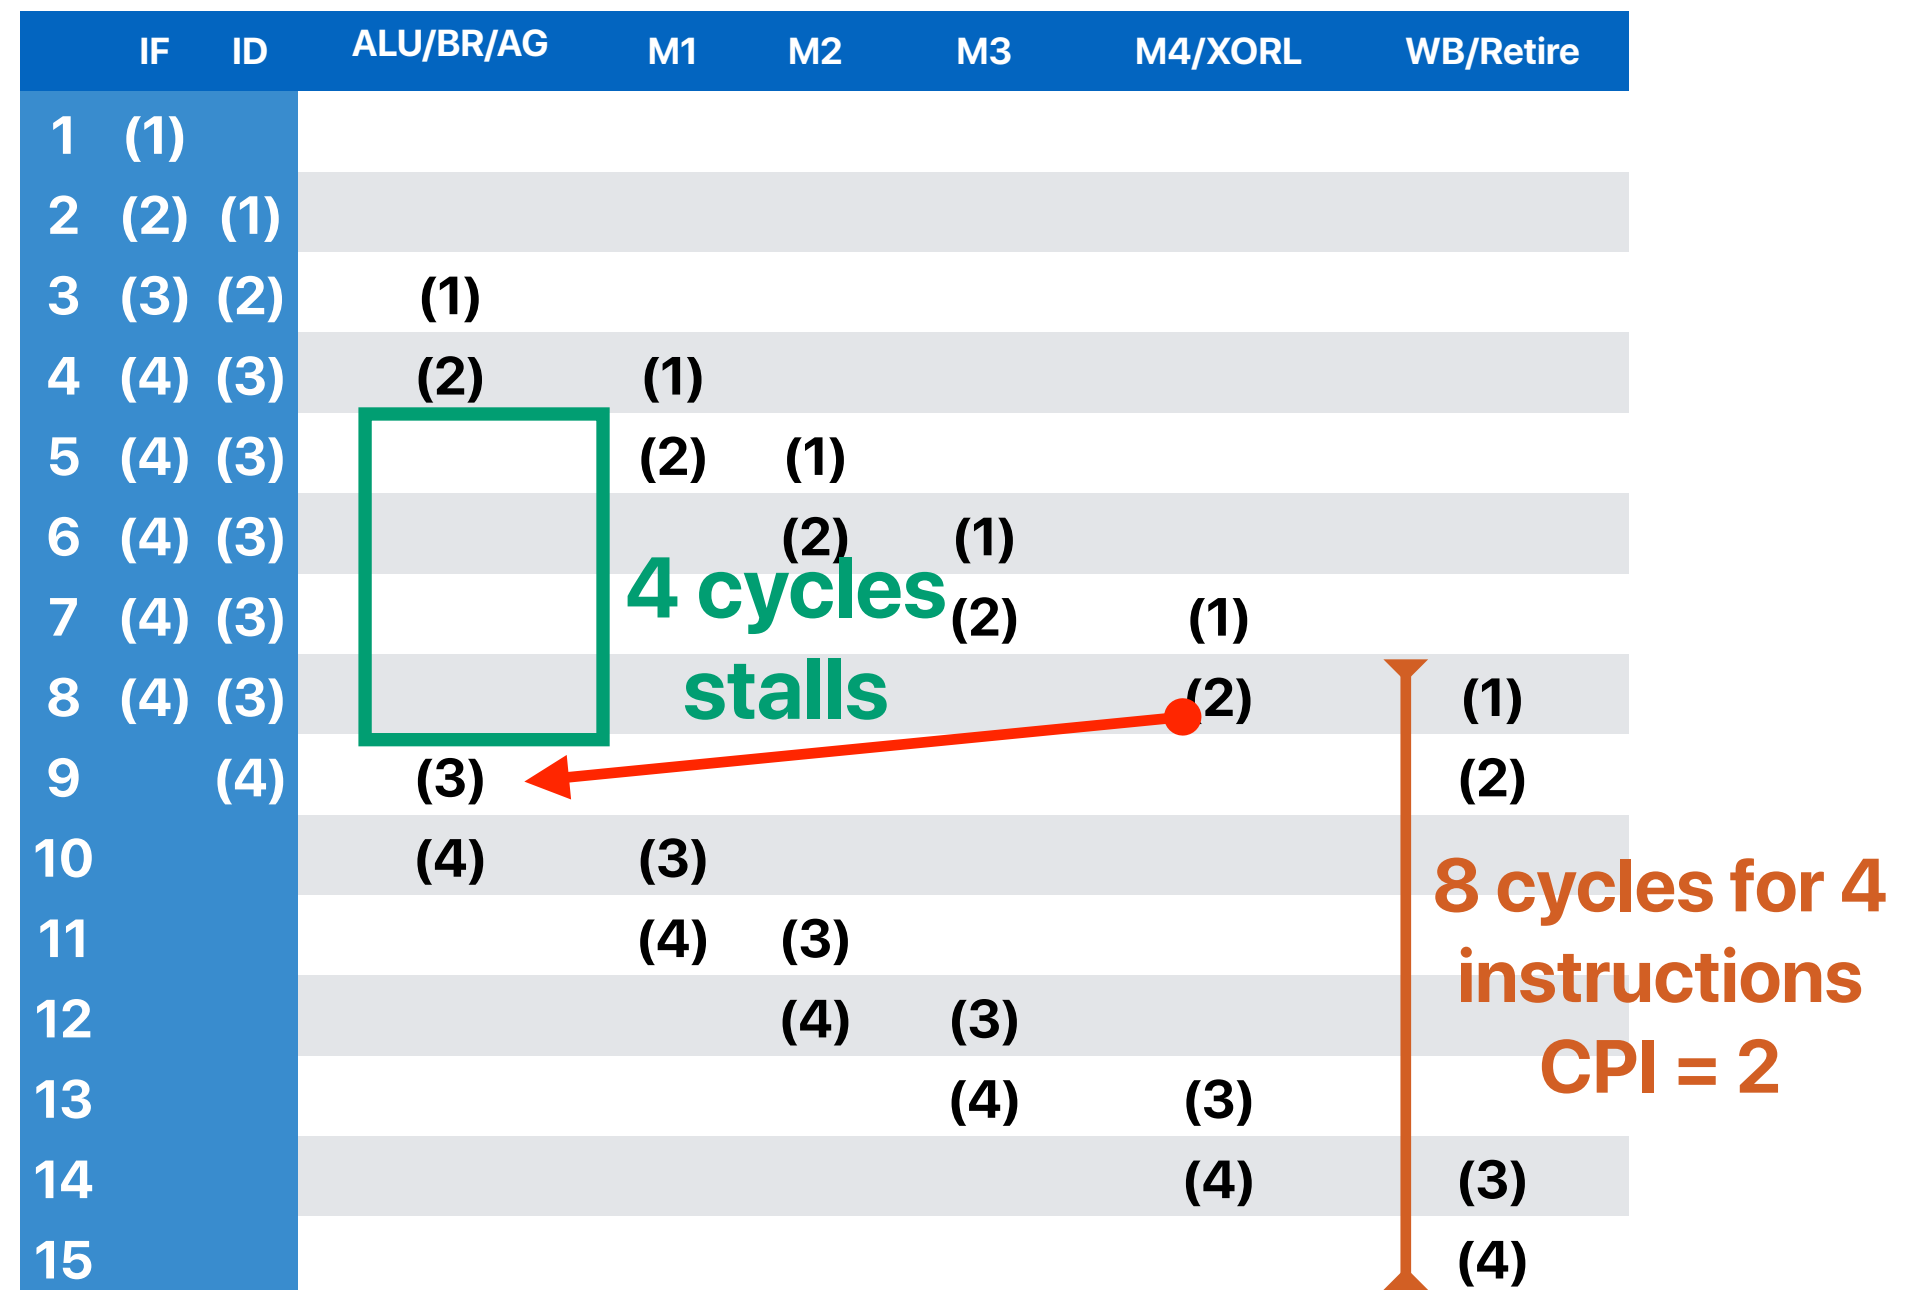 IF ID ALU/BR/AG M1 M2 M3 M4/XORL WB/Retire
1 (1)
2 (2) (1)
3 (3) (2) (1)
4 (4) (3) (2) (1)
5 (4) (3) (2) (1)
6 (4) (3) (2) (1)
4 cycles
7 (4) (3) (2) (1)
stalls
8 (4) (3) (2) (1)
9 (4) (3) (2)
10 (4) (3)
8 cycles for 4
11 (4) (3)
instructions
12 (4) (3)
CPI = 2
13 (4) (3)
14 (4) (3)
15 (4)